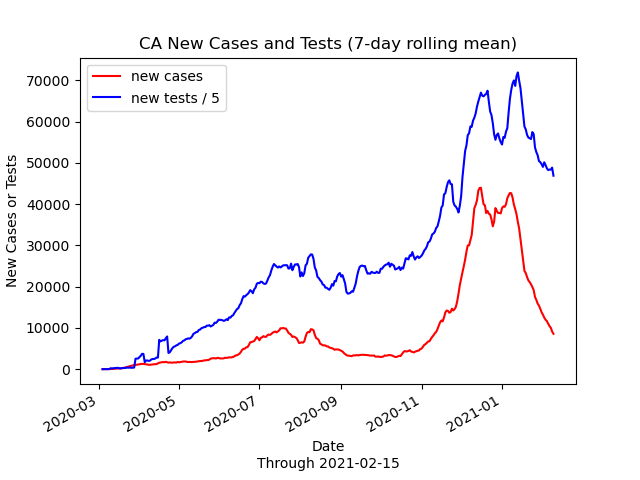 CA New Cases and Tests (7-day rolling mean)
new cases
new tests / 5
New Cases or Tests
70000
60000
50000
40000
30000
20000
10000
0
2020-03
2020-05
2020-07
2020-09
2020-11
2021-01
Date
Through 2021-02-15